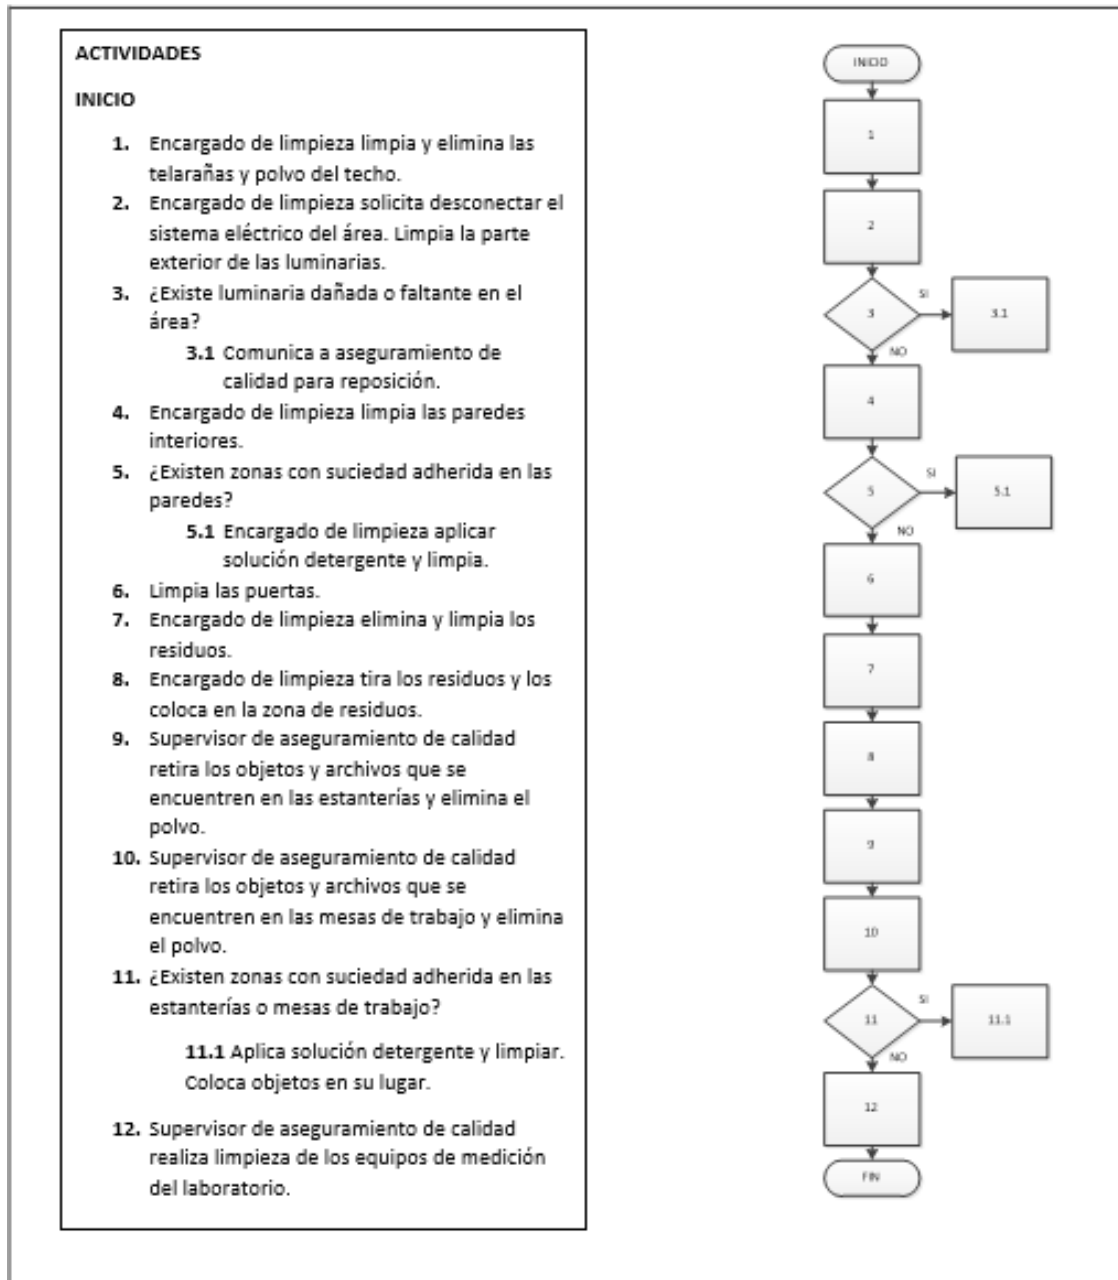 ACTIVIDADES
INICIO
1. Encargado de limpieza limpia y elimina las
telarañas y polvo del techo.
2. Encargado de limpieza solicita desconectar el
sistema eléctrico del área. Limpia la parte
exterior de las luminarias.
3. ¿Existe luminaria dañada o faltante en el
área?
3.1 Comunica a aseguramiento de
calidad para reposición.
4. Encargado de limpieza limpia las paredes
interiores.
5. ¿Existen zonas con suciedad adherida en las
paredes?
5.1 Encargado de limpieza aplicar
solución detergente y limpia.
6. Limpia las puertas.
7. Encargado de limpieza elimina y limpia los
residuos.
8. Encargado de limpieza tira los residuos y los
coloca en la zona de residuos.
9. Supervisor de aseguramiento de calidad
retira los objetos y archivos que se
encuentren en las estanterías y elimina el
polvo.
10. Supervisor de aseguramiento de calidad
retira los objetos y archivos que se
encuentren en las mesas de trabajo y elimina
el polvo.
11. ¿Existen zonas con suciedad adherida en las
estanterías o mesas de trabajo?
11.1 Aplica solución detergente y limpiar.
Coloca objetos en su lugar.
12. Supervisor de aseguramiento de calidad
realiza limpieza de los equipos de medición
del laboratorio.
INICIO
1
2
3
SI
3.1
NO
4
5
SI
5.1
NO
6
7
8
9
10
11
SI
11.1
NO
12
FIN